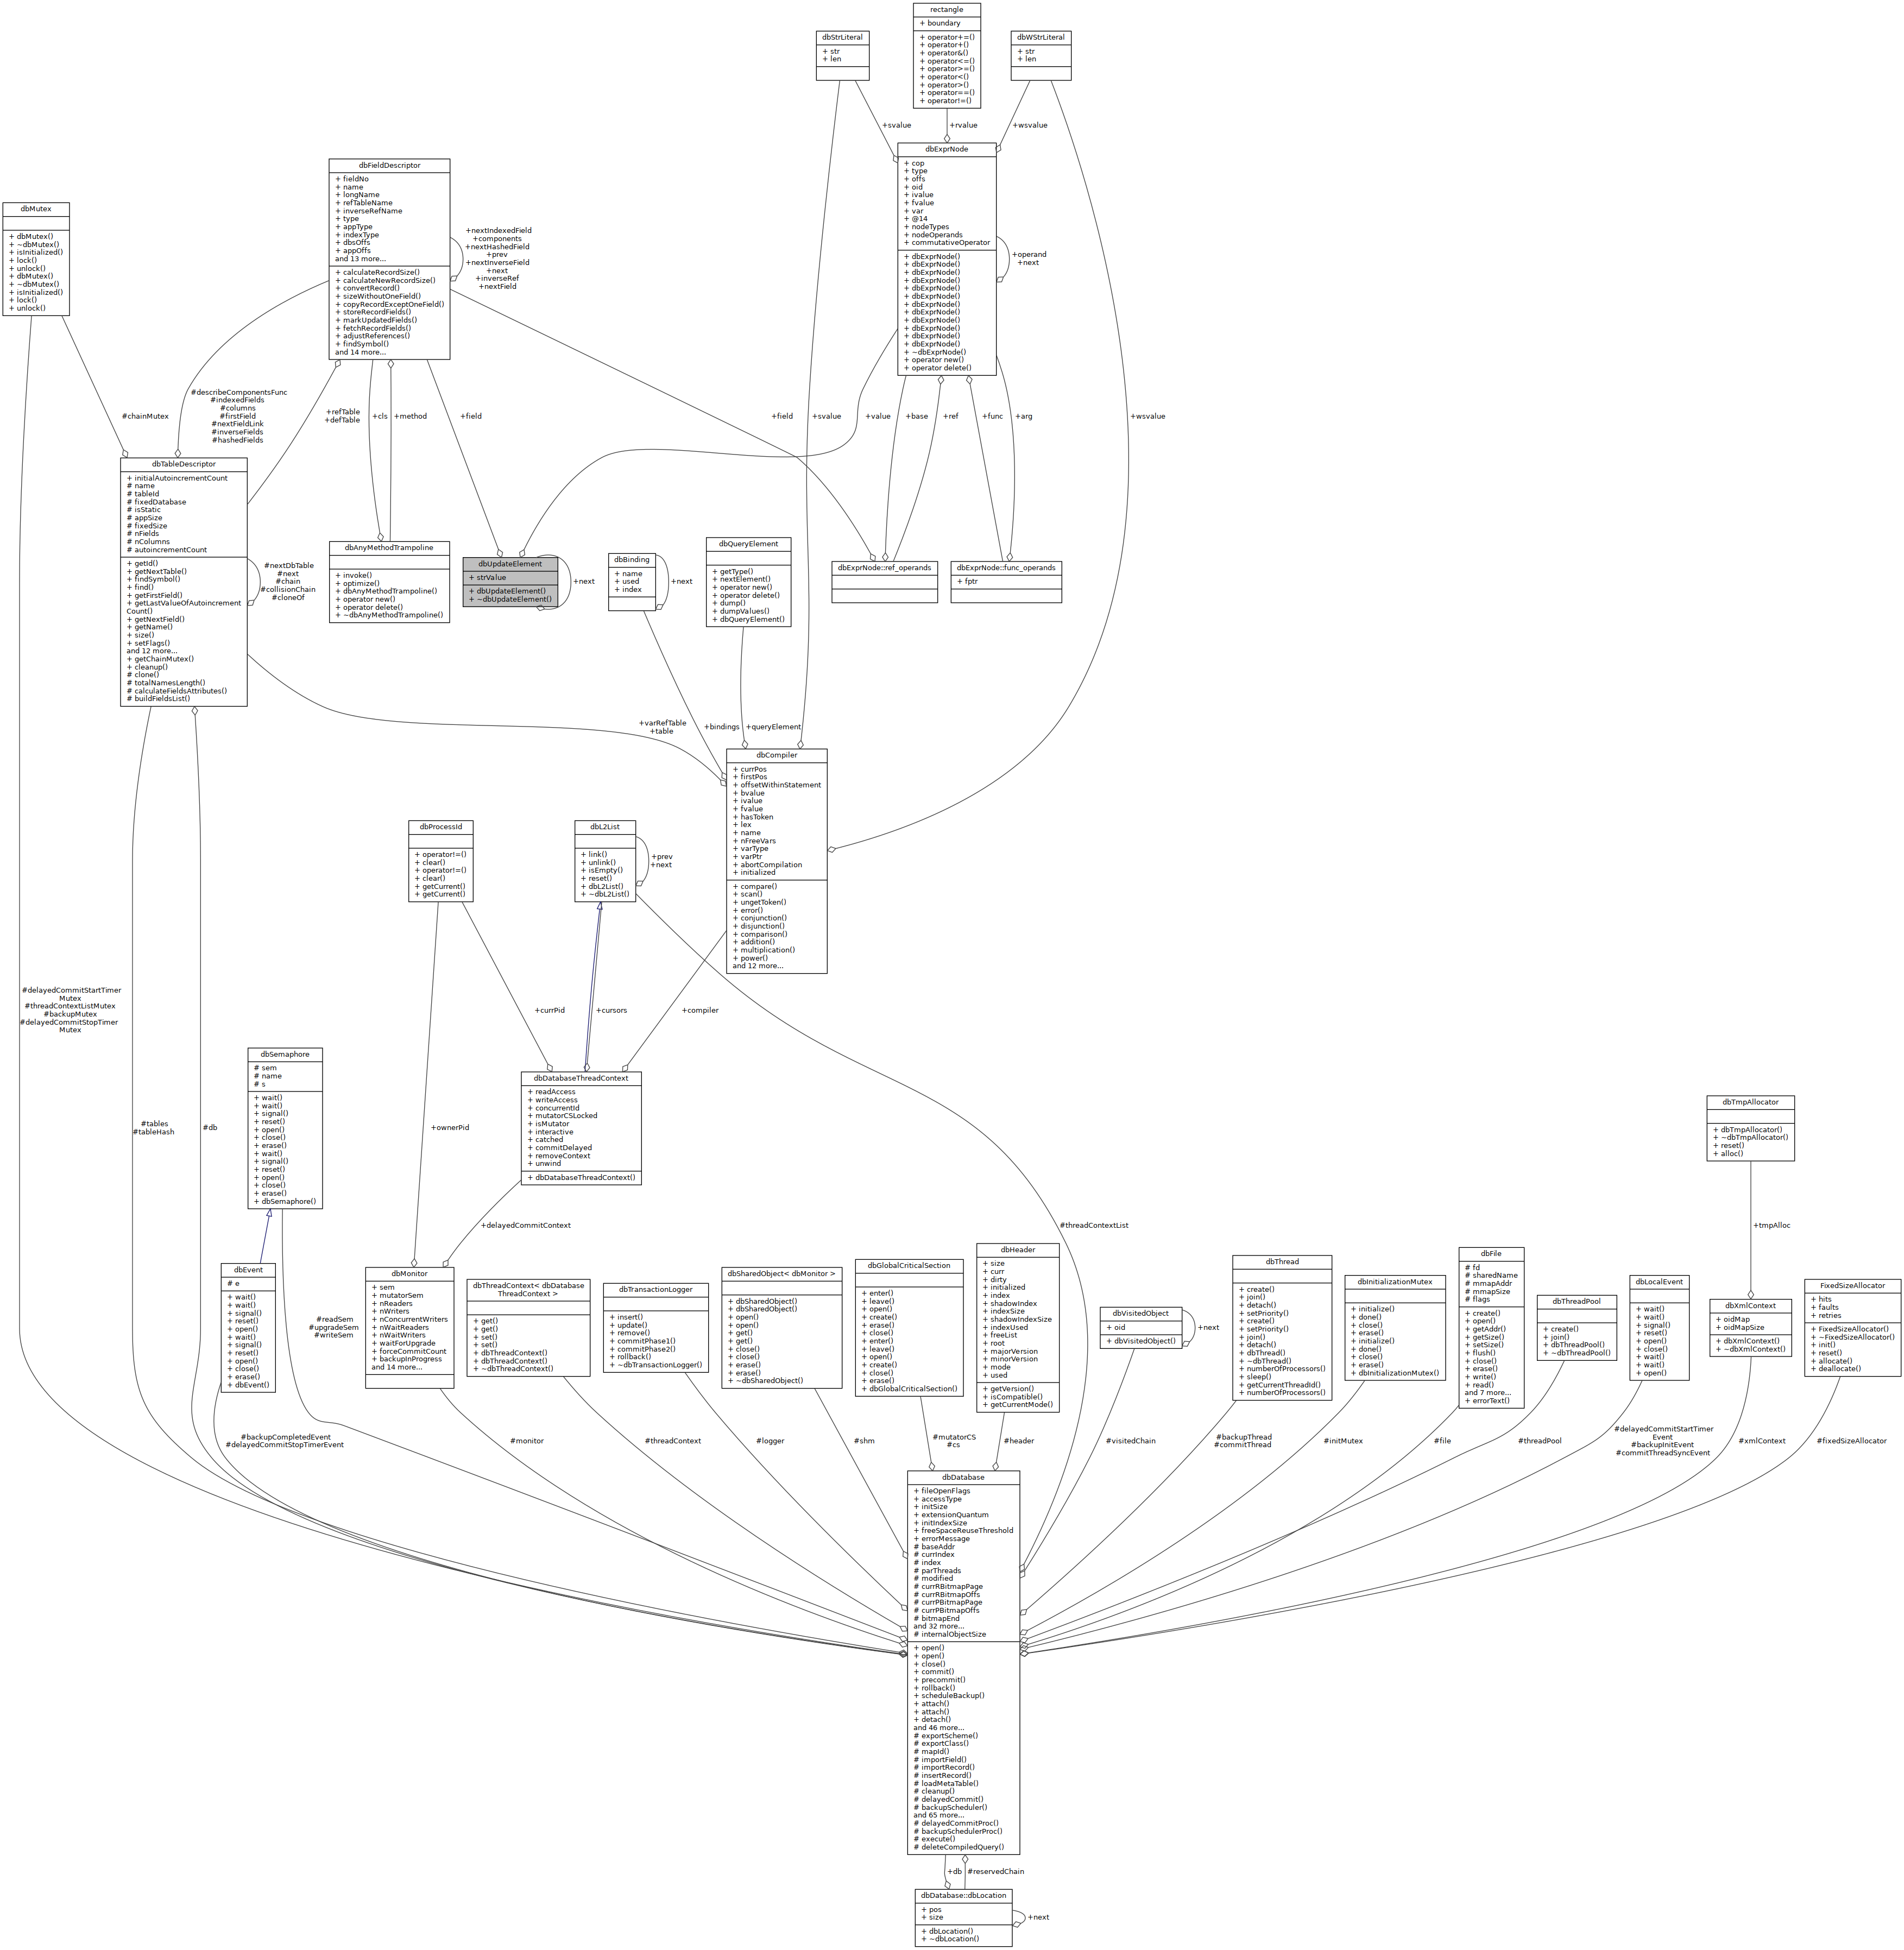 rectangle
+ boundary
+ operator+=()
+ operator+()
+ operator&()
+ operator<=()
+ operator>=()
+ operator<()
+ operator>()
+ operator==()
+ operator!=()
dbStrLiteral
+ str
+ len
dbWStrLiteral
+ str
+ len
+svalue
+rvalue
+wsvalue
dbExprNode
+ cop
+ type
+ offs
+ oid
+ ivalue
+ fvalue
+ var
+ @14
+ nodeTypes
+ nodeOperands
+ commutativeOperator
+ dbExprNode()
+ dbExprNode()
+ dbExprNode()
+ dbExprNode()
+ dbExprNode()
+ dbExprNode()
+ dbExprNode()
+ dbExprNode()
+ dbExprNode()
+ dbExprNode()
+ dbExprNode()
+ dbExprNode()
+ ~dbExprNode()
+ operator new()
+ operator delete()
+operand
+next
dbFieldDescriptor
+ fieldNo
+ name
+ longName
+ refTableName
+ inverseRefName
+ type
+ appType
+ indexType
+ dbsOffs
+ appOffs
and 13 more...
+ calculateRecordSize()
+ calculateNewRecordSize()
+ convertRecord()
+ sizeWithoutOneField()
+ copyRecordExceptOneField()
+ storeRecordFields()
+ markUpdatedFields()
+ fetchRecordFields()
+ adjustReferences()
+ findSymbol()
and 14 more...
+nextIndexedField
+components
+nextHashedField
+prev
+nextInverseField
+next
+inverseRef
+nextField
dbMutex
+ dbMutex()
+ ~dbMutex()
+ isInitialized()
+ lock()
+ unlock()
+ dbMutex()
+ ~dbMutex()
+ isInitialized()
+ lock()
+ unlock()
#chainMutex
#describeComponentsFunc
#indexedFields
#columns
#firstField
#nextFieldLink
#inverseFields
#hashedFields
+refTable
+defTable
+cls
+method
+field
+field
+svalue
+value
+base
+ref
+func
+arg
+wsvalue
dbTableDescriptor
+ initialAutoincrementCount
# name
# tableId
# fixedDatabase
# isStatic
# appSize
# fixedSize
# nFields
# nColumns
# autoincrementCount
+ getId()
+ getNextTable()
+ findSymbol()
+ find()
+ getFirstField()
+ getLastValueOfAutoincrement
Count()
+ getNextField()
+ getName()
+ size()
+ setFlags()
and 12 more...
+ getChainMutex()
+ cleanup()
# clone()
# totalNamesLength()
# calculateFieldsAttributes()
# buildFieldsList()
#nextDbTable
#next
#chain
#collisionChain
#cloneOf
dbAnyMethodTrampoline
+ invoke()
+ optimize()
+ dbAnyMethodTrampoline()
+ operator new()
+ operator delete()
+ ~dbAnyMethodTrampoline()
dbUpdateElement
+ strValue
+ dbUpdateElement()
+ ~dbUpdateElement()
+next
dbBinding
+ name
+ used
+ index
+next
dbQueryElement
+ getType()
+ nextElement()
+ operator new()
+ operator delete()
+ dump()
+ dumpValues()
+ dbQueryElement()
dbExprNode::ref_operands
dbExprNode::func_operands
+ fptr
+varRefTable
+table
+bindings
+queryElement
dbCompiler
+ currPos
+ firstPos
+ offsetWithinStatement
+ bvalue
+ ivalue
+ fvalue
+ hasToken
+ lex
+ name
+ nFreeVars
+ varType
+ varPtr
+ abortCompilation
+ initialized
+ compare()
+ scan()
+ ungetToken()
+ error()
+ conjunction()
+ disjunction()
+ comparison()
+ addition()
+ multiplication()
+ power()
and 12 more...
dbProcessId
+ operator!=()
+ clear()
+ operator!=()
+ clear()
+ getCurrent()
+ getCurrent()
dbL2List
+ link()
+ unlink()
+ isEmpty()
+ reset()
+ dbL2List()
+ ~dbL2List()
+prev
+next
#delayedCommitStartTimer
Mutex
#threadContextListMutex
#backupMutex
#delayedCommitStopTimer
Mutex
+currPid
+cursors
+compiler
dbSemaphore
# sem
# name
# s
+ wait()
+ wait()
+ signal()
+ reset()
+ open()
+ close()
+ erase()
+ wait()
+ signal()
+ reset()
+ open()
+ close()
+ erase()
+ dbSemaphore()
dbDatabaseThreadContext
+ readAccess
+ writeAccess
+ concurrentId
+ mutatorCSLocked
+ isMutator
+ interactive
+ catched
+ commitDelayed
+ removeContext
+ unwind
+ dbDatabaseThreadContext()
#tables
#tableHash
#db
+ownerPid
dbTmpAllocator
+ dbTmpAllocator()
+ ~dbTmpAllocator()
+ reset()
+ alloc()
+delayedCommitContext
#threadContextList
+tmpAlloc
dbEvent
# e
+ wait()
+ wait()
+ signal()
+ reset()
+ open()
+ wait()
+ signal()
+ reset()
+ open()
+ close()
+ erase()
+ dbEvent()
#readSem
#upgradeSem
#writeSem
dbMonitor
+ sem
+ mutatorSem
+ nReaders
+ nWriters
+ nConcurrentWriters
+ nWaitReaders
+ nWaitWriters
+ waitForUpgrade
+ forceCommitCount
+ backupInProgress
and 14 more...
dbThreadContext< dbDatabase
ThreadContext >
+ get()
+ get()
+ set()
+ set()
+ dbThreadContext()
+ dbThreadContext()
+ ~dbThreadContext()
dbTransactionLogger
+ insert()
+ update()
+ remove()
+ commitPhase1()
+ commitPhase2()
+ rollback()
+ ~dbTransactionLogger()
dbSharedObject< dbMonitor >
+ dbSharedObject()
+ dbSharedObject()
+ open()
+ open()
+ get()
+ get()
+ close()
+ close()
+ erase()
+ erase()
+ ~dbSharedObject()
dbGlobalCriticalSection
+ enter()
+ leave()
+ open()
+ create()
+ erase()
+ close()
+ enter()
+ leave()
+ open()
+ create()
+ close()
+ erase()
+ dbGlobalCriticalSection()
dbHeader
+ size
+ curr
+ dirty
+ initialized
+ index
+ shadowIndex
+ indexSize
+ shadowIndexSize
+ indexUsed
+ freeList
+ root
+ majorVersion
+ minorVersion
+ mode
+ used
+ getVersion()
+ isCompatible()
+ getCurrentMode()
dbVisitedObject
+ oid
+ dbVisitedObject()
+next
dbThread
+ create()
+ join()
+ detach()
+ setPriority()
+ create()
+ setPriority()
+ join()
+ detach()
+ dbThread()
+ ~dbThread()
+ numberOfProcessors()
+ sleep()
+ getCurrentThreadId()
+ numberOfProcessors()
dbInitializationMutex
+ initialize()
+ done()
+ close()
+ erase()
+ initialize()
+ done()
+ close()
+ erase()
+ dbInitializationMutex()
dbFile
# fd
# sharedName
# mmapAddr
# mmapSize
# flags
+ create()
+ open()
+ getAddr()
+ getSize()
+ setSize()
+ flush()
+ close()
+ erase()
+ write()
+ read()
and 7 more...
+ errorText()
dbThreadPool
+ create()
+ join()
+ dbThreadPool()
+ ~dbThreadPool()
dbLocalEvent
+ wait()
+ wait()
+ signal()
+ reset()
+ open()
+ close()
+ wait()
+ wait()
+ open()
dbXmlContext
+ oidMap
+ oidMapSize
+ dbXmlContext()
+ ~dbXmlContext()
FixedSizeAllocator
+ hits
+ faults
+ retries
+ FixedSizeAllocator()
+ ~FixedSizeAllocator()
+ init()
+ reset()
+ allocate()
+ deallocate()
#backupCompletedEvent
#delayedCommitStopTimerEvent
#monitor
#threadContext
#logger
#shm
#mutatorCS
#cs
#header
#visitedChain
#backupThread
#commitThread
#initMutex
#file
#threadPool
#delayedCommitStartTimer
Event
#backupInitEvent
#commitThreadSyncEvent
#xmlContext
#fixedSizeAllocator
dbDatabase
+ fileOpenFlags
+ accessType
+ initSize
+ extensionQuantum
+ initIndexSize
+ freeSpaceReuseThreshold
+ errorMessage
# baseAddr
# currIndex
# index
# parThreads
# modified
# currRBitmapPage
# currRBitmapOffs
# currPBitmapPage
# currPBitmapOffs
# bitmapEnd
and 32 more...
# internalObjectSize
+ open()
+ open()
+ close()
+ commit()
+ precommit()
+ rollback()
+ scheduleBackup()
+ attach()
+ attach()
+ detach()
and 46 more...
# exportScheme()
# exportClass()
# mapId()
# importField()
# importRecord()
# insertRecord()
# loadMetaTable()
# cleanup()
# delayedCommit()
# backupScheduler()
and 65 more...
# delayedCommitProc()
# backupSchedulerProc()
# execute()
# deleteCompiledQuery()
+db
#reservedChain
dbDatabase::dbLocation
+ pos
+ size
+ dbLocation()
+ ~dbLocation()
+next